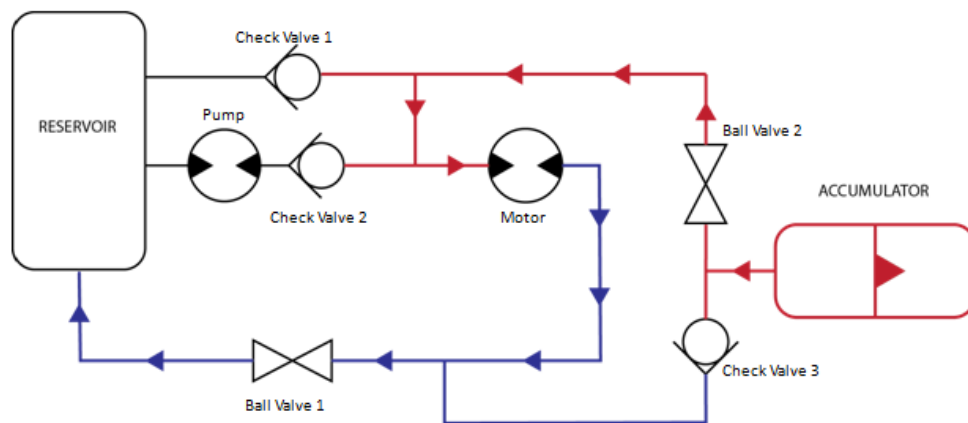 Check Valve 1
Pump
RESERVOIR
Ball Valve 2
ACCUMULATOR
Check Valve 2
Motor
Check Valve 3
Ball Valve 1